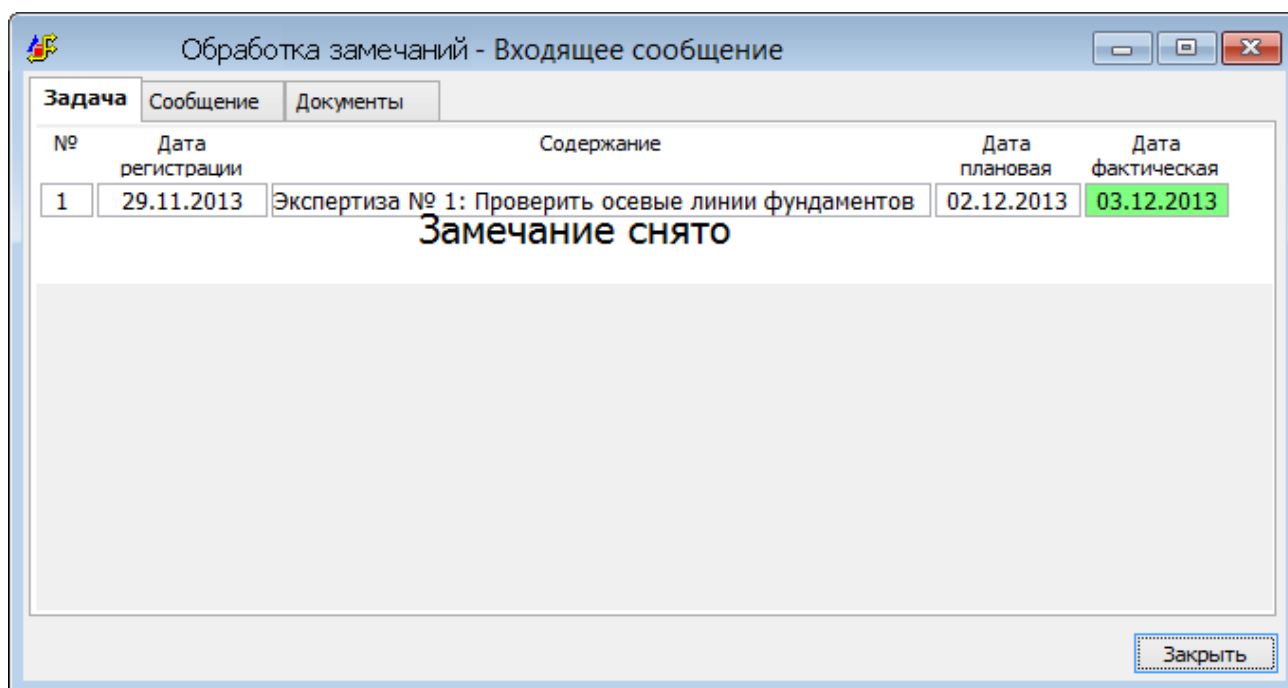 Обработка замечаний - Входящее сообщение
Задача Сообщение Документы
№ Дата регистрации Содержание Дата плановая Дата фактическая
1 29.11.2013 Экспертиза № 1: Проверить осевые линии фундаментов 02.12.2013 03.12.2013
Замечание снято
Закрыть